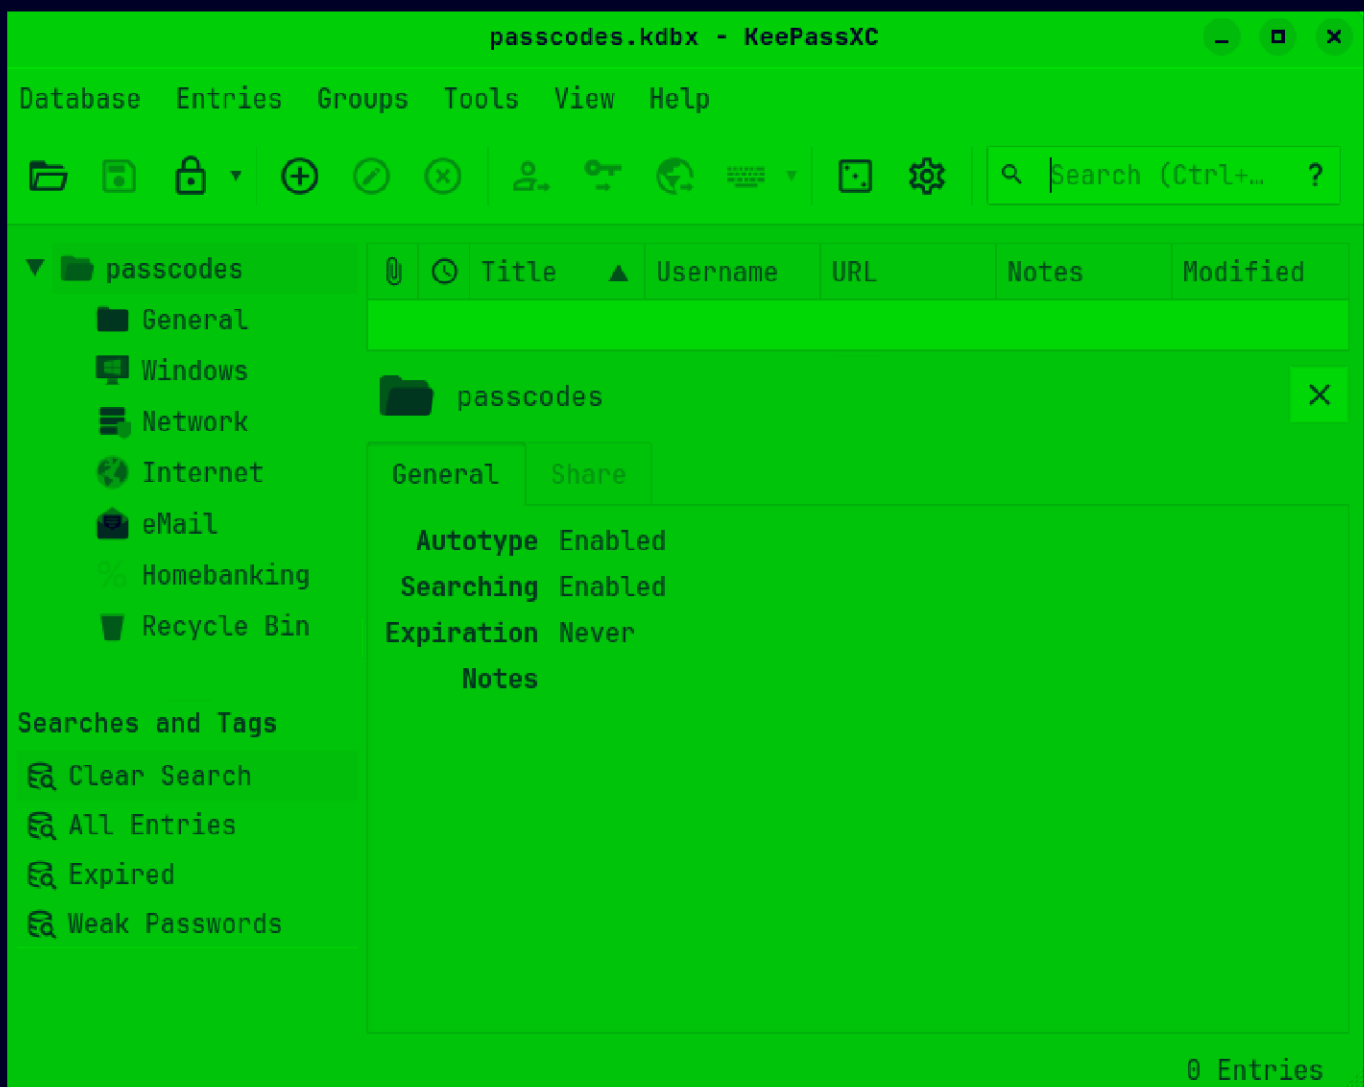 passcodes.kdbx - KeePassXC
Database Entries Groups Tools View Help
Search (Ctrl+… ?
passcodes
General
Windows
Network
Internet
eMail
Homebanking
Recycle Bin
Searches and Tags
Clear Search
All Entries
Expired
Weak Passwords
Title Username URL Notes Modified
passcodes
General Share
Autotype Enabled
Searching Enabled
Expiration Never
Notes
0 Entries